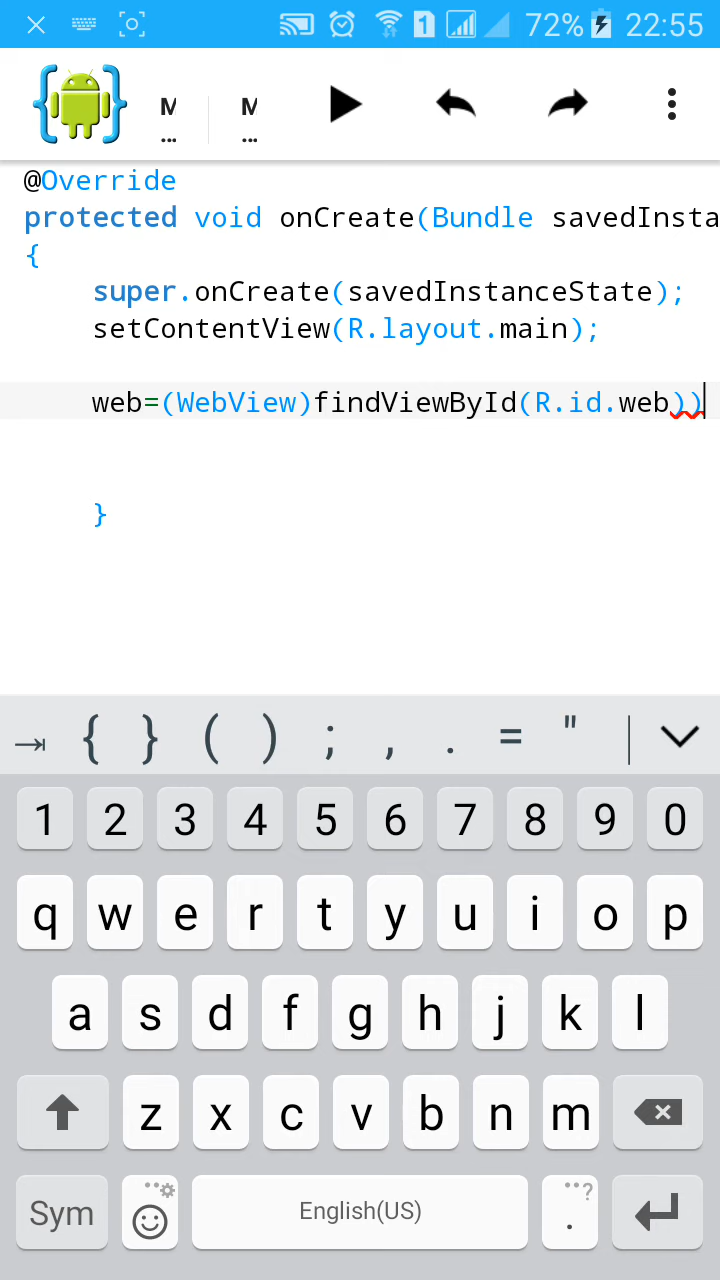 1 72% 22:55
M M
... ...
@Override
protected void onCreate(Bundle savedInsta
{
super.onCreate(savedInstanceState);
setContentView(R.layout.main);
web=(WebView)findViewById(R.id.web))
}
{ } ( ) ; , . = "
1 2 3 4 5 6 7 8 9 0
q w e r t y u i o p
a s d f g h j k l
z x c v b n m
Sym English(US) . ?